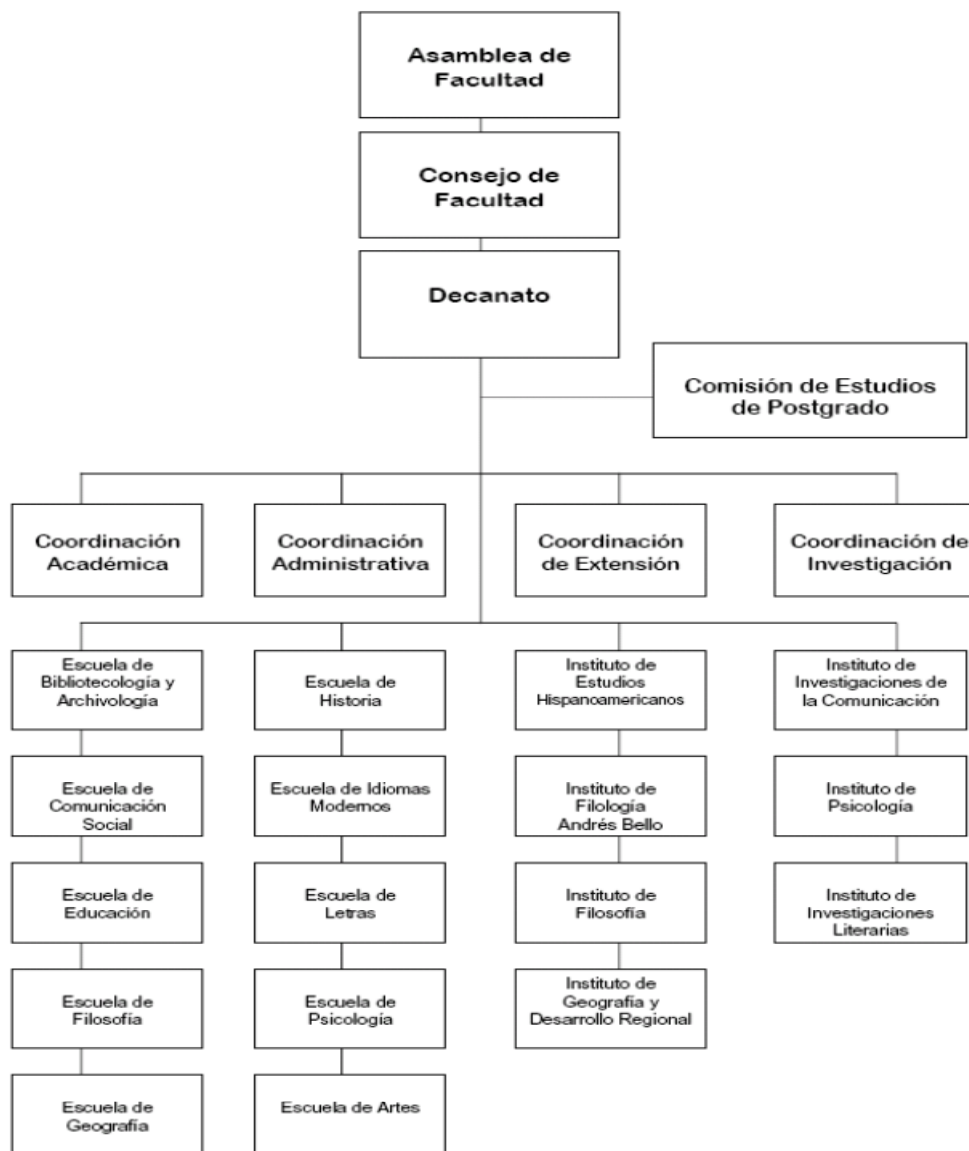 Asamblea de
Facultad
Consejo de
Facultad
Decanato
Comisión de Estudios
de Postgrado
Coordinación
Académica
Coordinación
Administrativa
Coordinación
de Extensión
Coordinación de
Investigación
Escuela de
Bibliotecología y
Archivología
Escuela de
Historia
Instituto de
Estudios
Hispanoamericanos
Instituto de
Investigaciones de
la Comunicación
Escuela de
Comunicación
Social
Escuela de Idiomas
Modernos
Instituto de
Filología
Andrés Bello
Instituto de
Psicología
Escuela de
Educación
Escuela de
Letras
Instituto de
Filosofía
Instituto de
Investigaciones
Literarias
Escuela de
Filosofía
Escuela de
Psicología
Instituto de
Geografía y
Desarrollo Regional
Escuela de
Geografía
Escuela de Artes